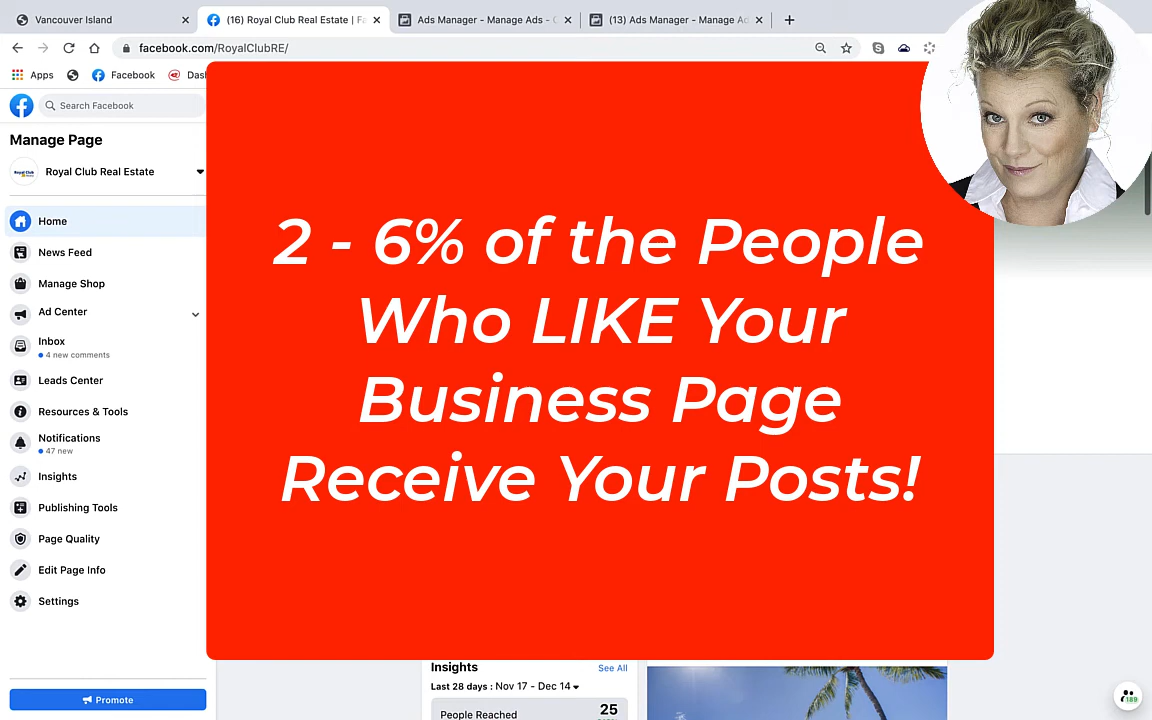 Vancouver Island
(16) Royal Club Real Estate | Fa
Ads Manager - Manage Ads - C
(13) Ads Manager - Manage Ad
facebook.com/RoyalClubRE/
Apps
Facebook
Dash
Search Facebook
Manage Page
Royal Club Real Estate
Home
News Feed
Manage Shop
Ad Center
Inbox
4 new comments
Leads Center
Resources & Tools
Notifications
47 new
Insights
Publishing Tools
Page Quality
Edit Page Info
Settings
Promote
2 - 6% of the People
Who LIKE Your
Business Page
Receive Your Posts!
Insights
See All
Last 28 days : Nov 17 - Dec 14
People Reached
25
189